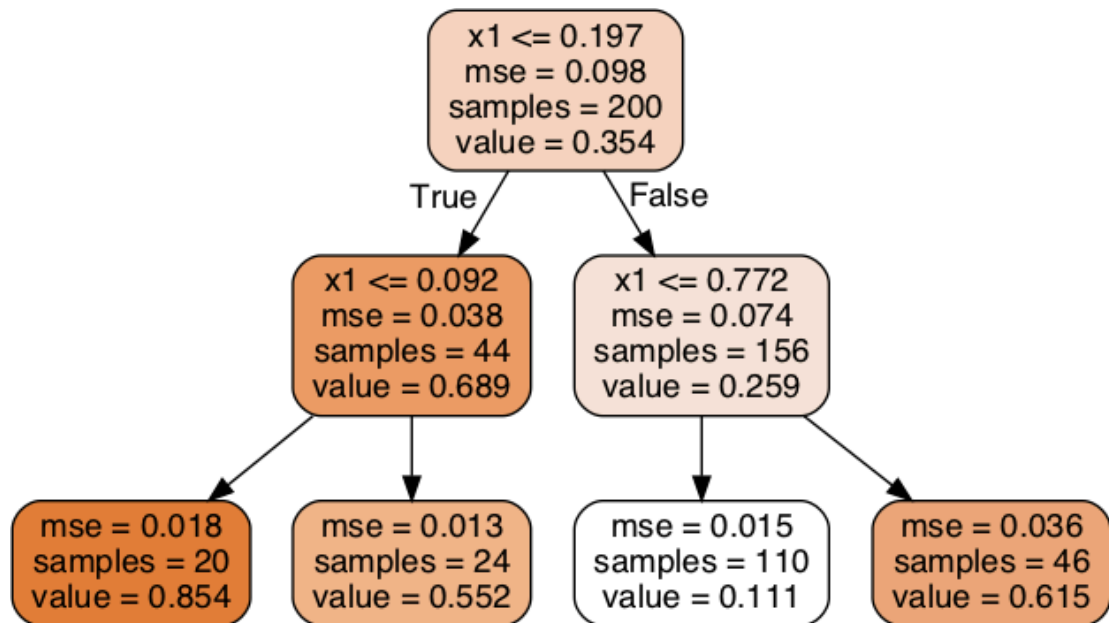 x1 <= 0.197
mse = 0.098
samples = 200
value = 0.354
True
False
x1 <= 0.092
mse = 0.038
samples = 44
value = 0.689
x1 <= 0.772
mse = 0.074
samples = 156
value = 0.259
mse = 0.018
samples = 20
value = 0.854
mse = 0.013
samples = 24
value = 0.552
mse = 0.015
samples = 110
value = 0.111
mse = 0.036
samples = 46
value = 0.615